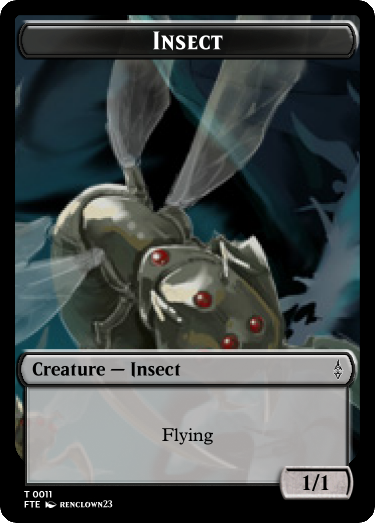 INSECT
Creature — Insect
Flying
1/1
T 0011
FTE RENCLOWN23